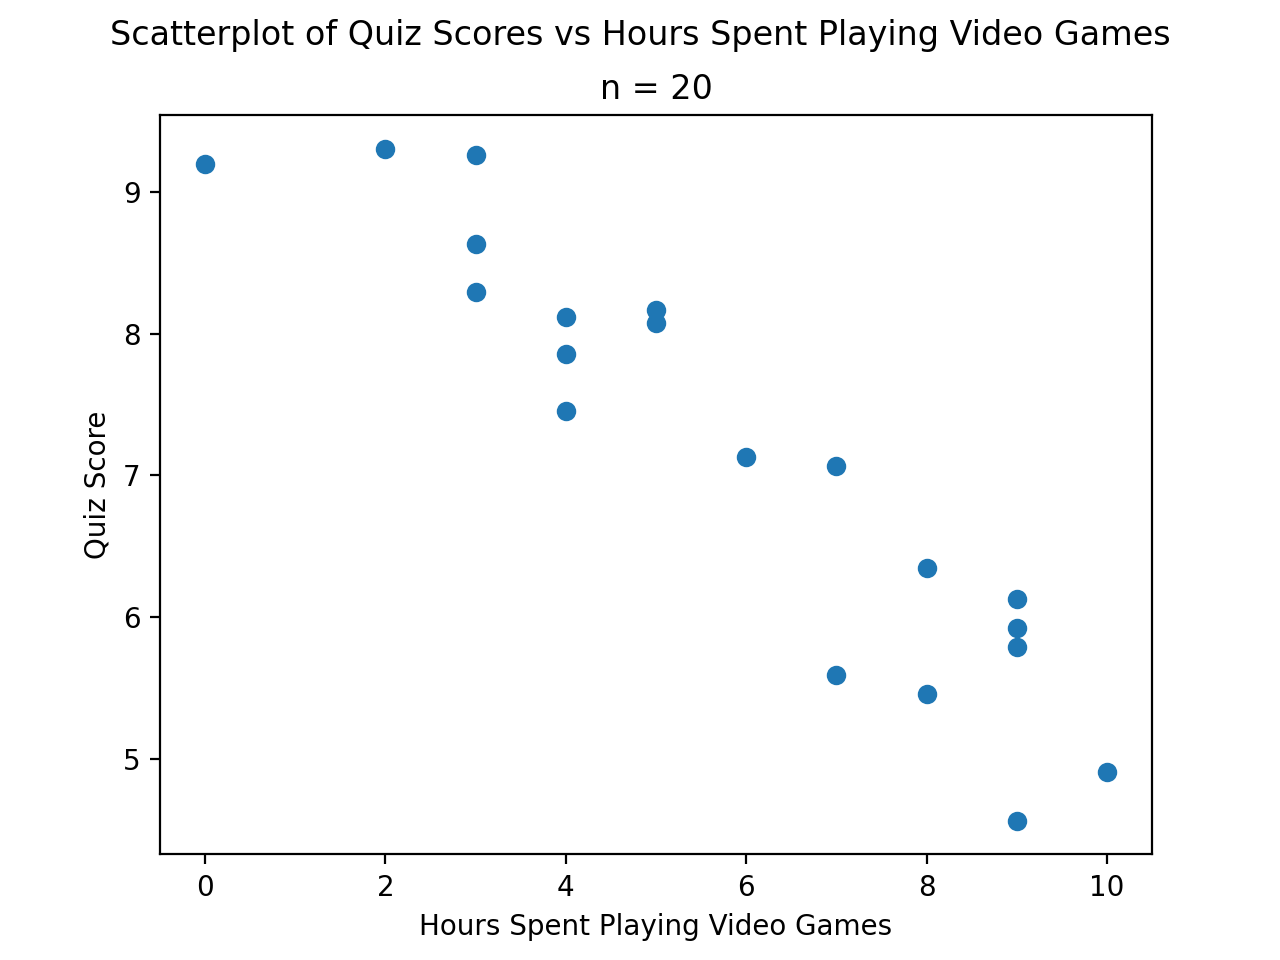 Scatterplot of Quiz Scores vs Hours Spent Playing Video Games
n = 20
9
8
7
6
5
Quiz Score
0 2 4 6 8 10
Hours Spent Playing Video Games